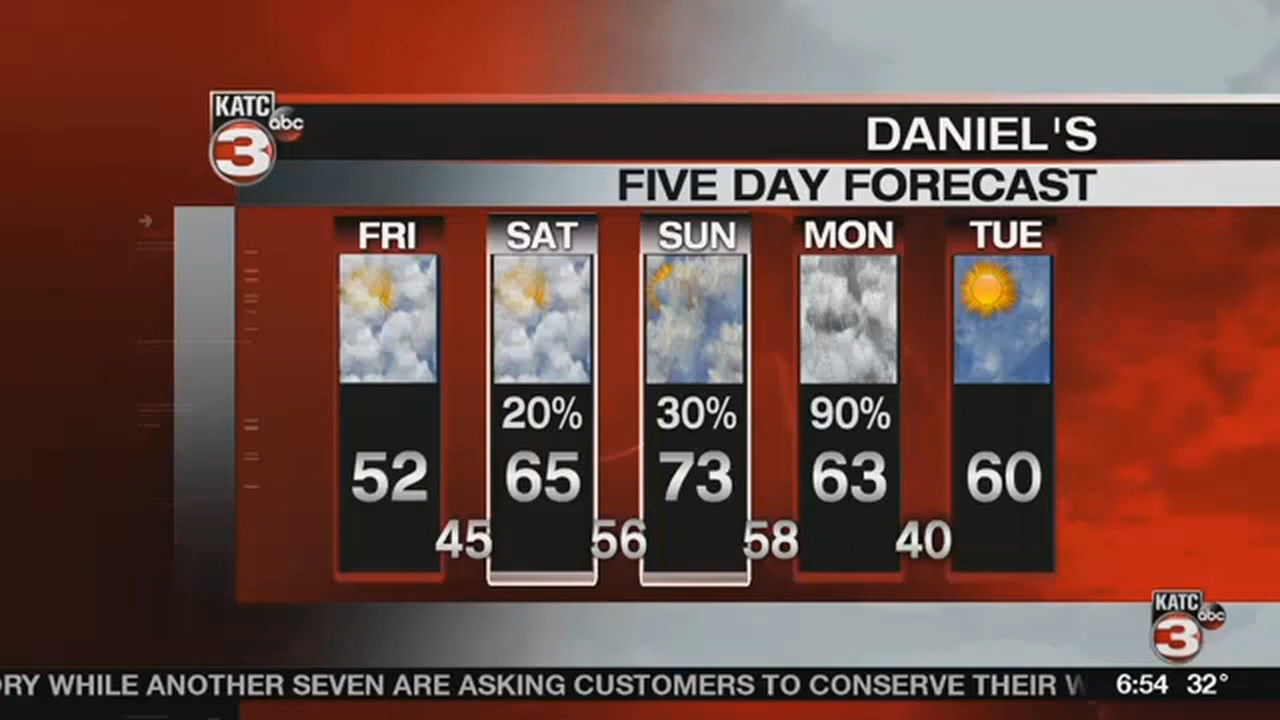 KATC
abc
3
DANIEL'S
FIVE DAY FORECAST
FRI SAT SUN MON TUE
20% 30% 90%
52 65 73 63 60
45 56 58 40
KATC
abc
3
ORY WHILE ANOTHER SEVEN ARE ASKING CUSTOMERS TO CONSERVE THEIR W 6:54 32°